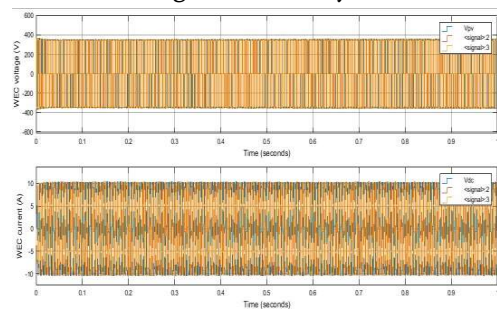 WEC voltage (V)
600
400
200
0
-200
-400
-600
0 0.1 0.2 0.3 0.4 0.5 0.6 0.7 0.8 0.9
Time (seconds)
Vpv
<signal>:2
<signal>:3
WEC current (A)
10
5
0
-5
-10
0 0.1 0.2 0.3 0.4 0.5 0.6 0.7 0.8 0.9
Time (seconds)
Vdc
<signal>:2
<signal>:3